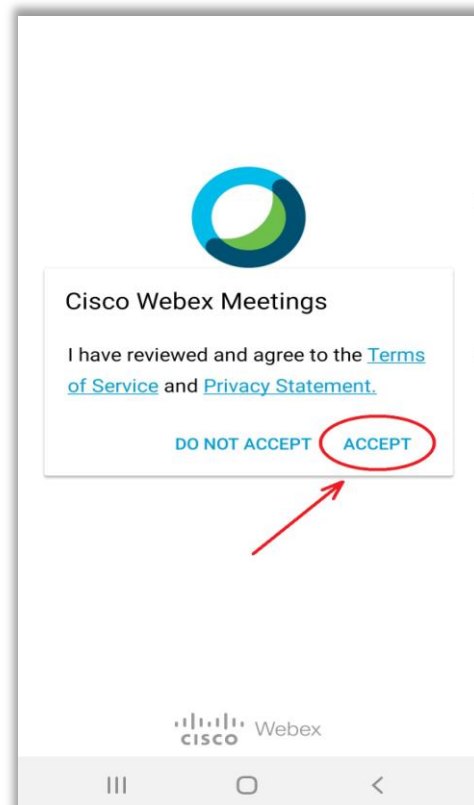 Cisco Webex Meetings
I have reviewed and agree to the Terms
of Service and Privacy Statement.
DO NOT ACCEPT ACCEPT
CISCO Webex